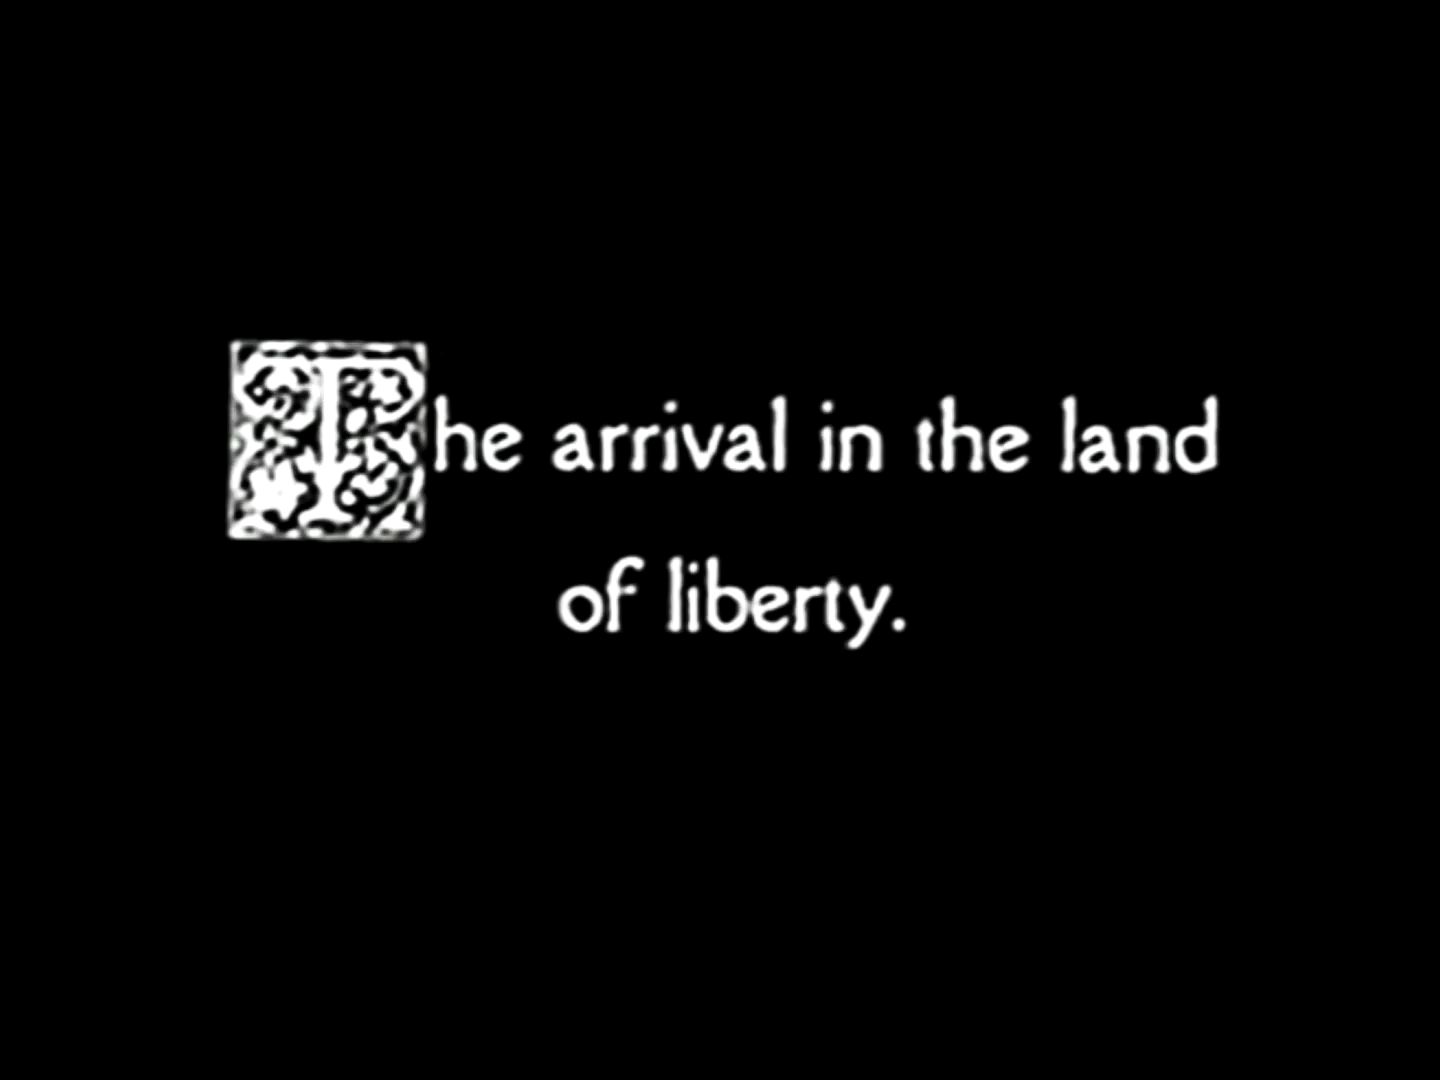 The arrival in the land
of liberty.